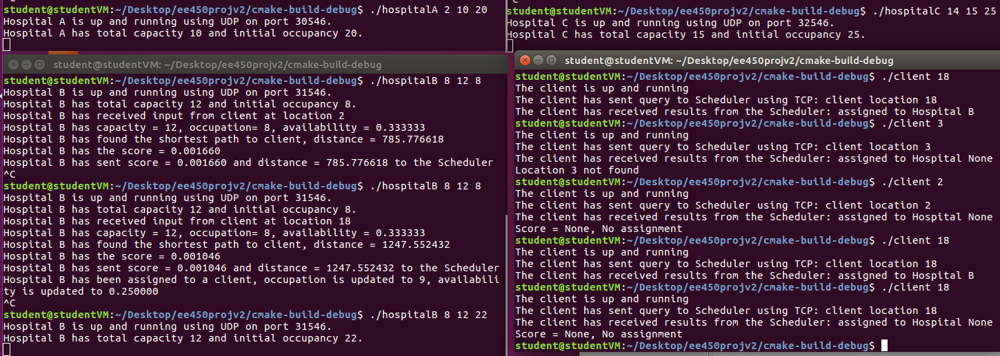 student@studentVM:~/Desktop/ee450projv2/cmake-build-debug$ ./hospitalA 2 10 20
Hospital A is up and running using UDP on port 30546.
Hospital A has total capacity 10 and initial occupancy 20.
student@studentVM:~/Desktop/ee450projv2/cmake-build-debug$ ./hospitalC 14 15 25
Hospital C is up and running using UDP on port 32546.
Hospital C has total capacity 15 and initial occupancy 25.
student@studentVM: ~/Desktop/ee450projv2/cmake-build-debug
student@studentVM:~/Desktop/ee450projv2/cmake-build-debug$ ./hospitalB 8 12 8
Hospital B is up and running using UDP on port 31546.
Hospital B has total capacity 12 and initial occupancy 8.
Hospital B has received input from client at location 2
Hospital B has capacity = 12, occupation= 8, availability = 0.333333
Hospital B has found the shortest path to client, distance = 785.776618
Hospital B has the score = 0.001660
Hospital B has sent score = 0.001660 and distance = 785.776618 to the Scheduler
^C
student@studentVM:~/Desktop/ee450projv2/cmake-build-debug$ ./hospitalB 8 12 8
Hospital B is up and running using UDP on port 31546.
Hospital B has total capacity 12 and initial occupancy 8.
Hospital B has received input from client at location 18
Hospital B has capacity = 12, occupation= 8, availability = 0.333333
Hospital B has found the shortest path to client, distance = 1247.552432
Hospital B has the score = 0.001046
Hospital B has sent score = 0.001046 and distance = 1247.552432 to the Scheduler
Hospital B has been assigned to a client, occupation is updated to 9, availabili
ty is updated to 0.250000
^C
student@studentVM:~/Desktop/ee450projv2/cmake-build-debug$ ./hospitalB 8 12 22
Hospital B is up and running using UDP on port 31546.
Hospital B has total capacity 12 and initial occupancy 22.
student@studentVM: ~/Desktop/ee450projv2/cmake-build-debug
student@studentVM:~/Desktop/ee450projv2/cmake-build-debug$ ./client 18
The client is up and running
The client has sent query to Scheduler using TCP: client location 18
The client has received results from the Scheduler: assigned to Hospital B
student@studentVM:~/Desktop/ee450projv2/cmake-build-debug$ ./client 3
The client is up and running
The client has sent query to Scheduler using TCP: client location 3
The client has received results from the Scheduler: assigned to Hospital None
Location 3 not found
student@studentVM:~/Desktop/ee450projv2/cmake-build-debug$ ./client 2
The client is up and running
The client has sent query to Scheduler using TCP: client location 2
The client has received results from the Scheduler: assigned to Hospital None
Score = None, No assignment
student@studentVM:~/Desktop/ee450projv2/cmake-build-debug$ ./client 18
The client is up and running
The client has sent query to Scheduler using TCP: client location 18
The client has received results from the Scheduler: assigned to Hospital B
student@studentVM:~/Desktop/ee450projv2/cmake-build-debug$ ./client 18
The client is up and running
The client has sent query to Scheduler using TCP: client location 18
The client has received results from the Scheduler: assigned to Hospital None
Score = None, No assignment
student@studentVM:~/Desktop/ee450projv2/cmake-build-debug$